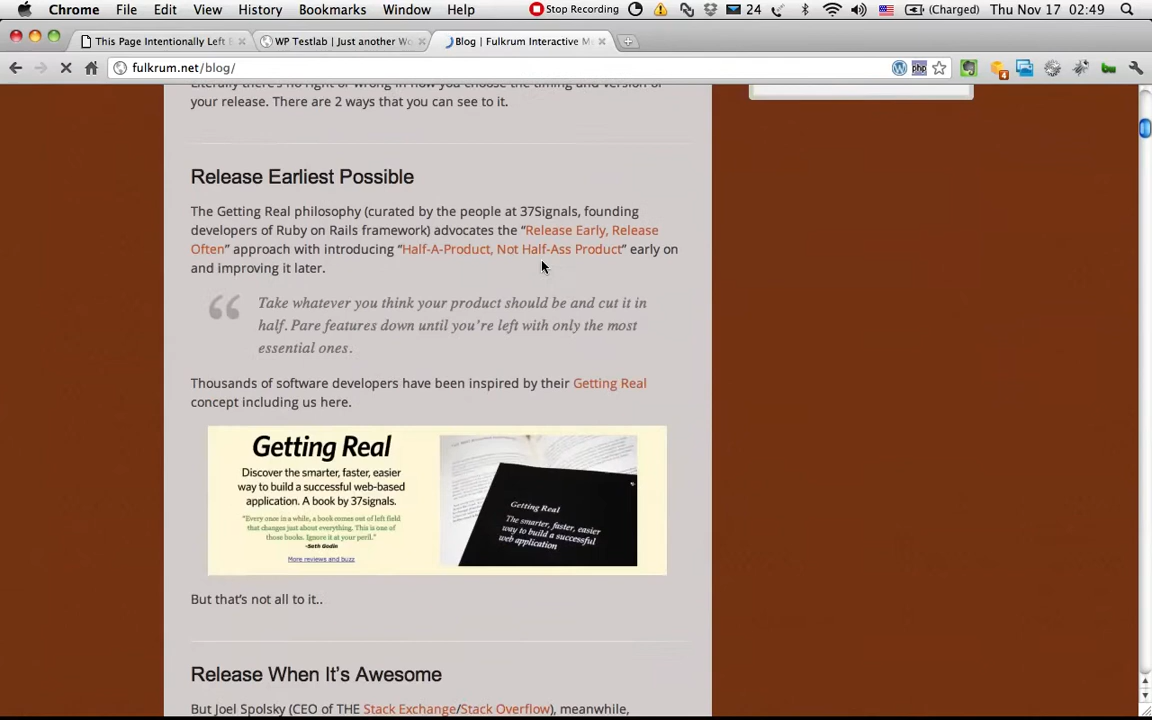 Chrome File Edit View History Bookmarks Window Help Stop Recording 24 (Charged) Thu Nov 17 02:49
This Page Intentionally Left B WP Testlab | Just another Wo Blog | Fulkrum Interactive M
fulkrum.net/blog/
Literally there's no right or wrong in how you choose the timing and version of
your release. There are 2 ways that you can see to it.
Release Earliest Possible
The Getting Real philosophy (curated by the people at 37Signals, founding
developers of Ruby on Rails framework) advocates the “Release Early, Release
Often” approach with introducing “Half-A-Product, Not Half-Ass Product” early on
and improving it later.
Take whatever you think your product should be and cut it in
half. Pare features down until you’re left with only the most
essential ones.
Thousands of software developers have been inspired by their Getting Real
concept including us here.
Getting Real
Discover the smarter, faster, easier
way to build a successful web-based
application. A book by 37signals.
"Every once in a while, a book comes out of left field
that changes just about everything. This is one of
those books. Ignore it at your peril."
-Seth Godin
More reviews and buzz
Getting Real
The smarter, faster, easier
way to build a successful
web application
But that’s not all to it..
Release When It’s Awesome
But Joel Spolsky (CEO of THE Stack Exchange/Stack Overflow), meanwhile,